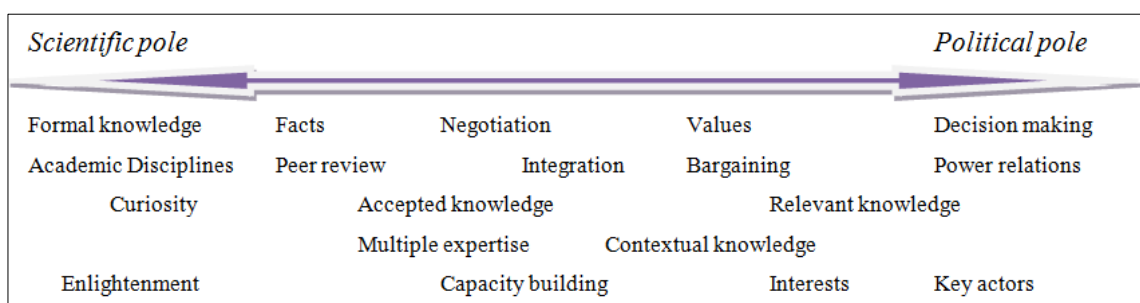 Scientific pole Political pole
Formal knowledge Facts Negotiation Values Decision making
Academic Disciplines Peer review Integration Bargaining Power relations
Curiosity Accepted knowledge Relevant knowledge
Multiple expertise Contextual knowledge
Enlightenment Capacity building Interests Key actors